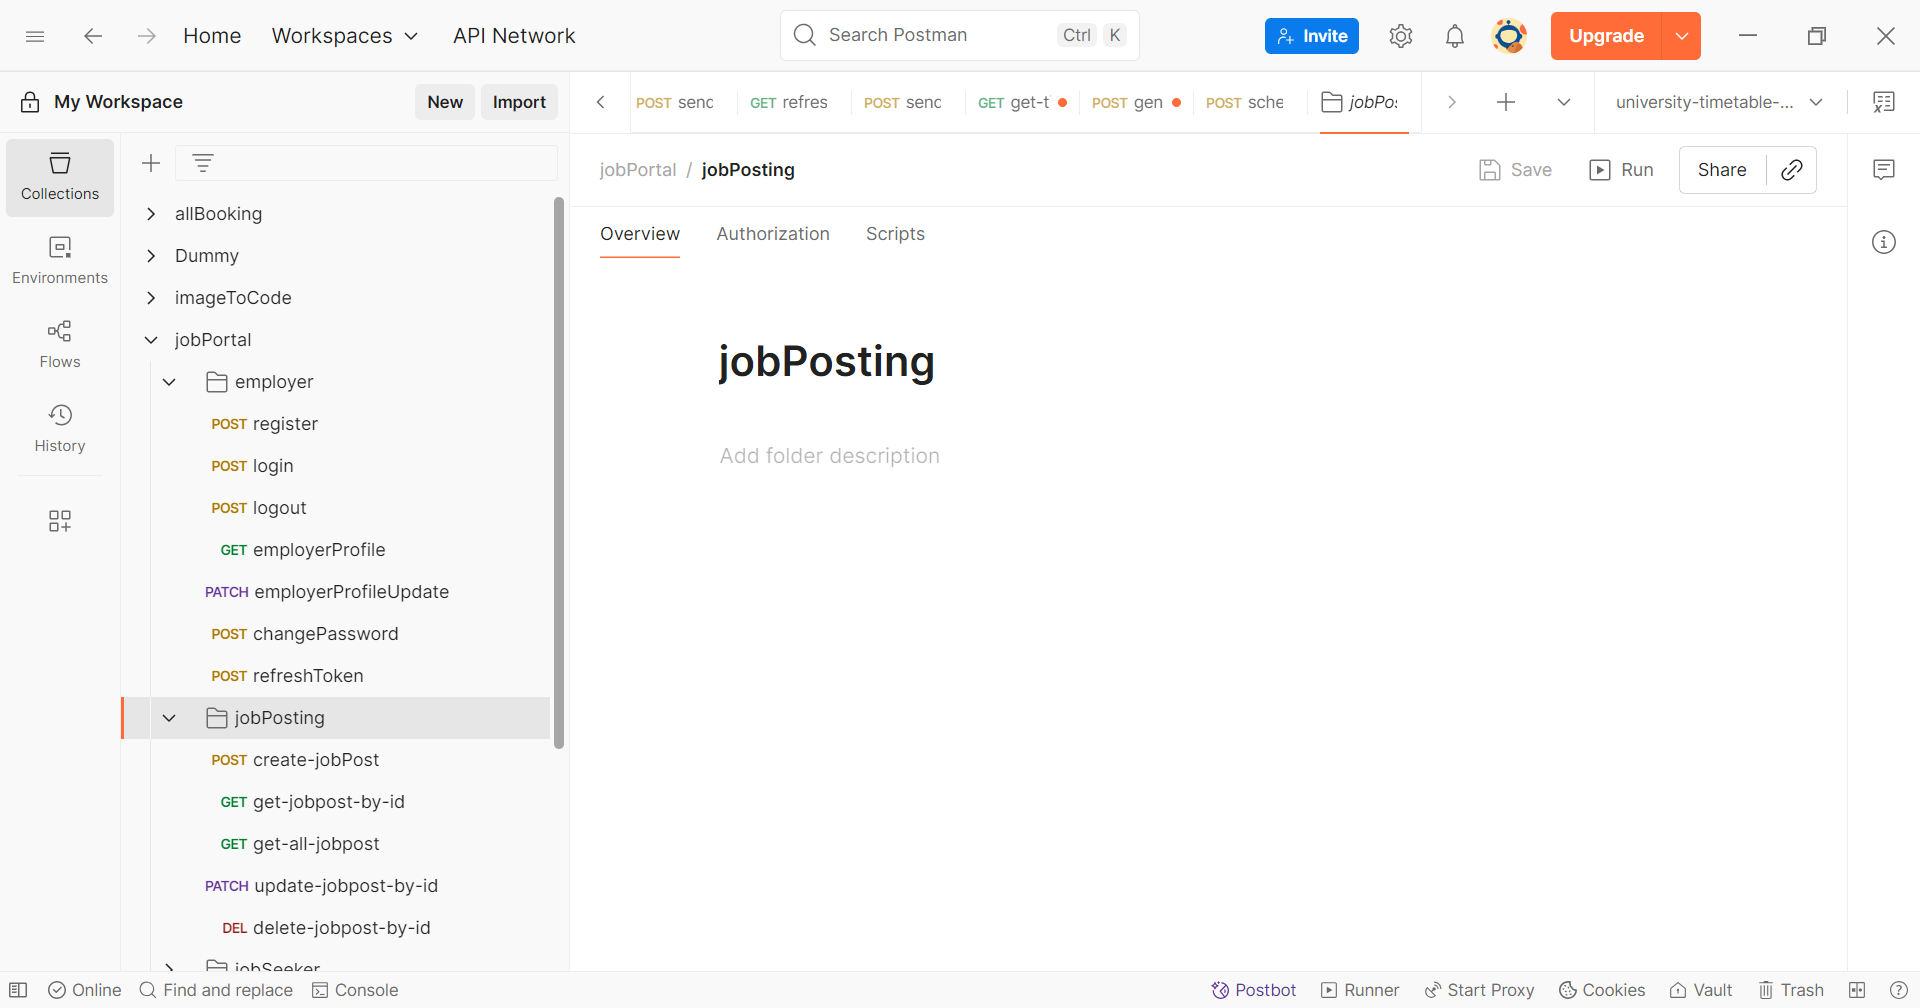 Home Workspaces API Network Search Postman Ctrl K Invite Upgrade
My Workspace New Import POST senc GET refres POST senc GET get-t POST gen POST sche jobPos university-timetable-...
Collections
Environments
Flows
History
allBooking
Dummy
imageToCode
jobPortal
employer
POST register
POST login
POST logout
GET employerProfile
PATCH employerProfileUpdate
POST changePassword
POST refreshToken
jobPosting
POST create-jobPost
GET get-jobpost-by-id
GET get-all-jobpost
PATCH update-jobpost-by-id
DEL delete-jobpost-by-id
jobSeeker
jobPortal / jobPosting Save Run Share
Overview Authorization Scripts
jobPosting
Add folder description
Online Find and replace Console Postbot Runner Start Proxy Cookies Vault Trash